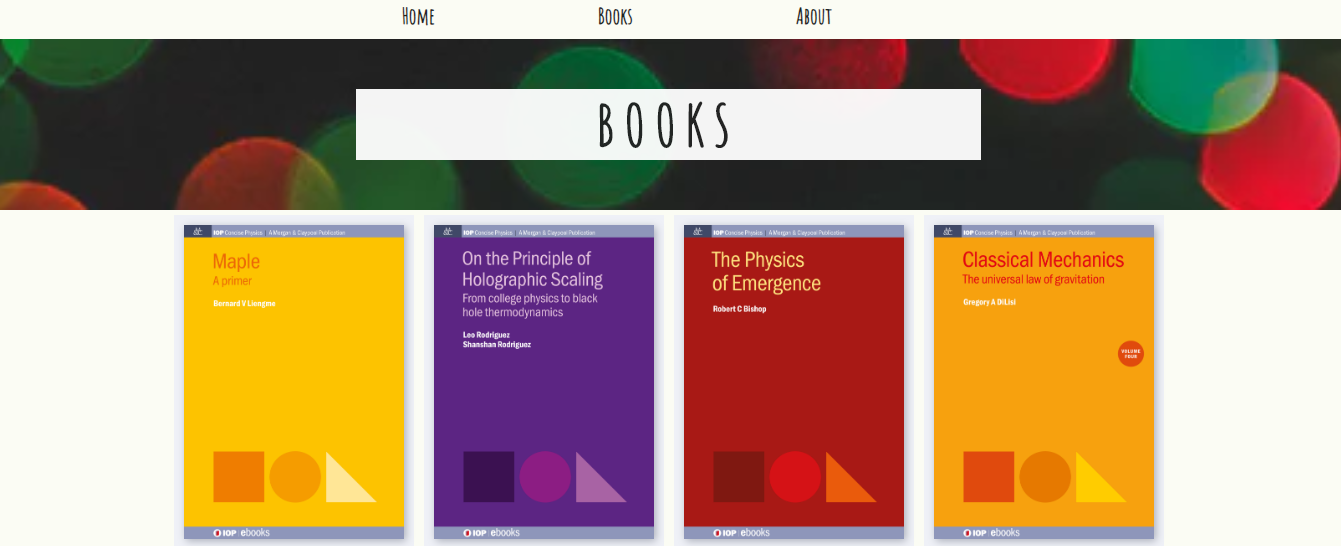 Home Books About
BOOKS
IOP Concise Physics | A Morgan & Claypool Publication
Maple
A primer
Bernard V Liengme
IOP | ebooks
IOP Concise Physics | A Morgan & Claypool Publication
On the Principle of
Holographic Scaling
From college physics to black
hole thermodynamics
Leo Rodriguez
Shanshan Rodriguez
IOP | ebooks
IOP Concise Physics | A Morgan & Claypool Publication
The Physics
of Emergence
Robert C Bishop
IOP | ebooks
IOP Concise Physics | A Morgan & Claypool Publication
Classical Mechanics
The universal law of gravitation
Gregory A DiLisi
VOLUME
FOUR
IOP | ebooks